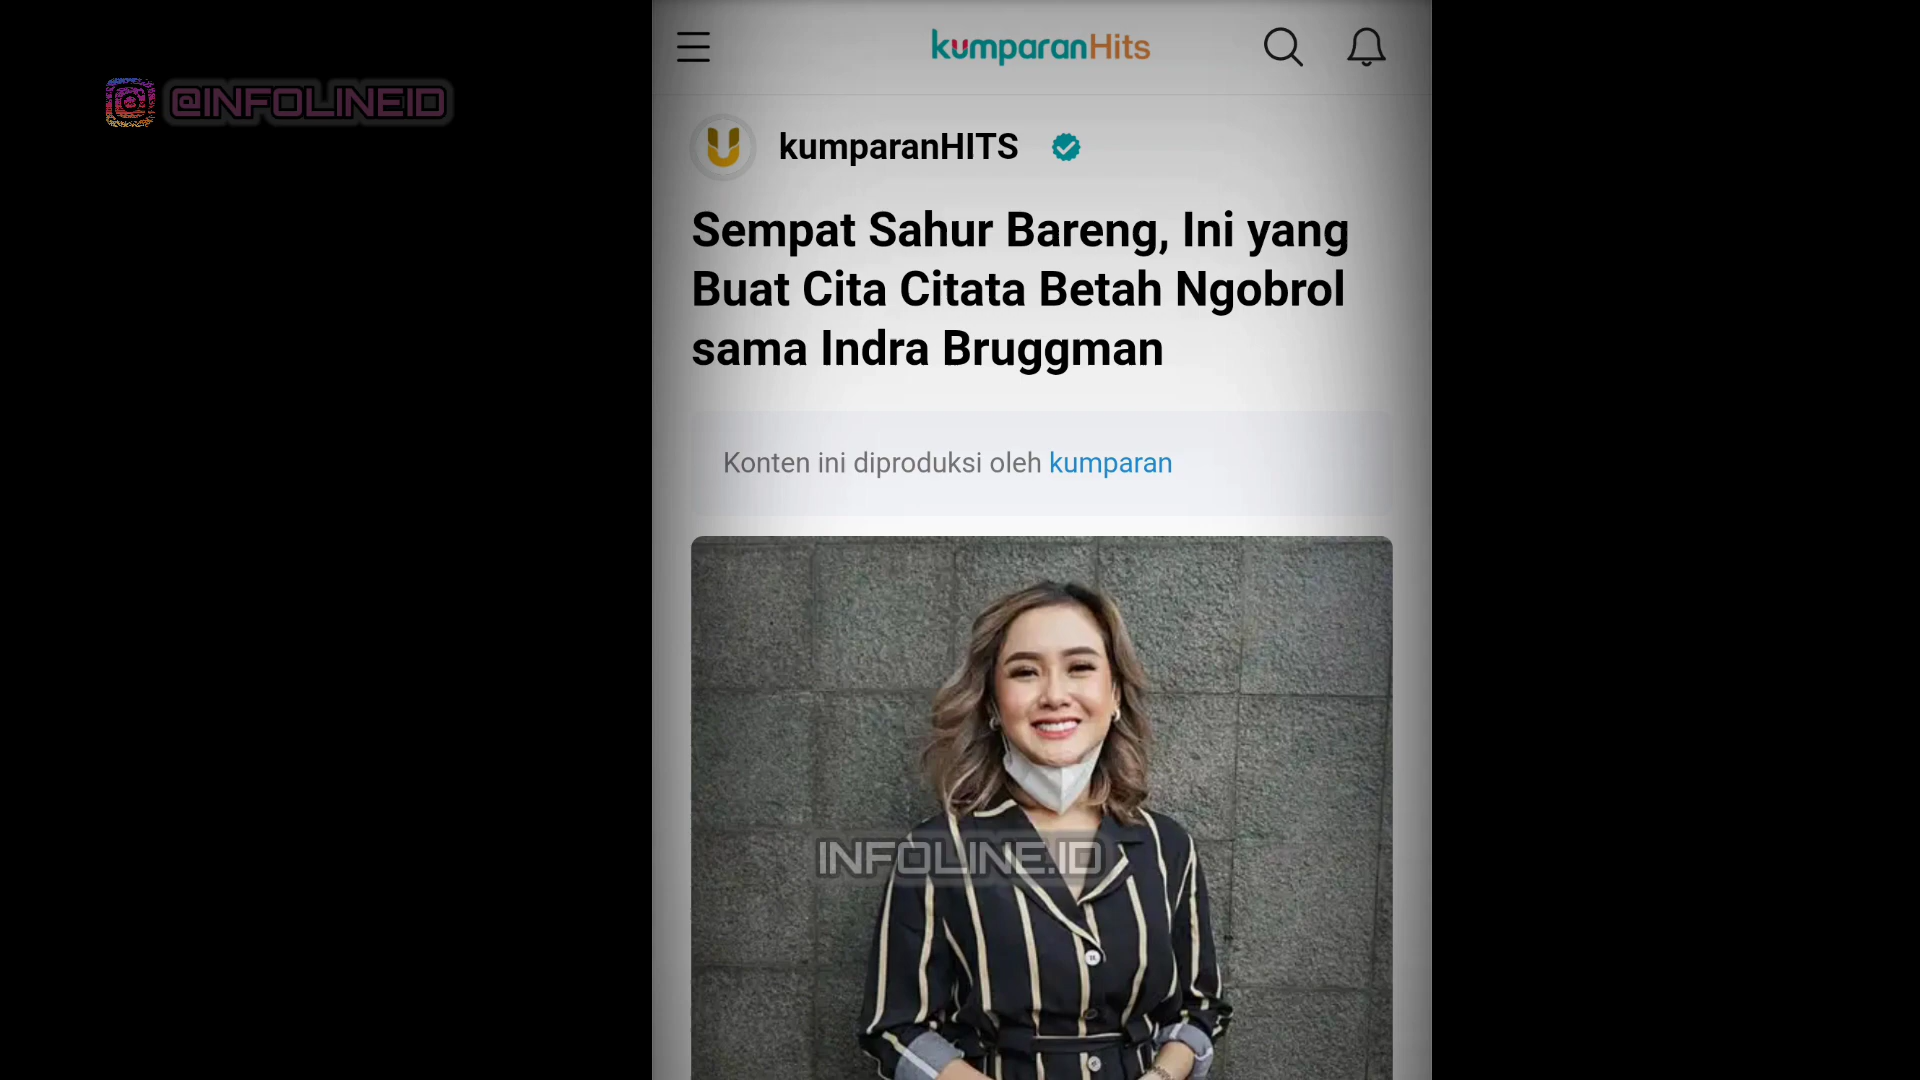 @INFOLINEID
kumparanHits
kumparanHITS
Sempat Sahur Bareng, Ini yang
Buat Cita Citata Betah Ngobrol
sama Indra Bruggman
Konten ini diproduksi oleh kumparan
INFOLINE.ID